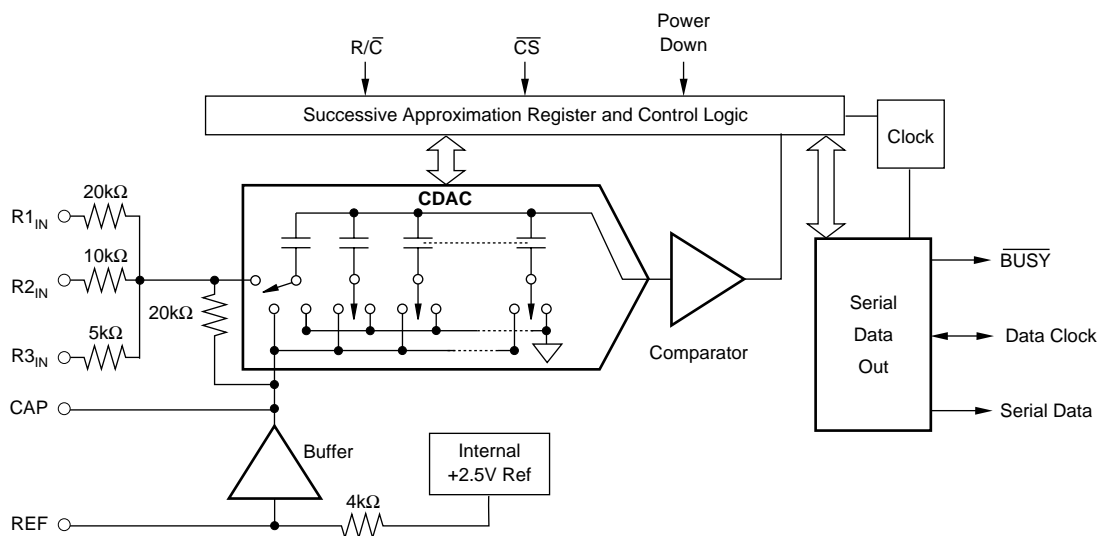 Power
Down
R/C̅
C̅S̅
Successive Approximation Register and Control Logic
Clock
CDAC
20kΩ
R1IN
10kΩ
R2IN
20kΩ
5kΩ
R3IN
B̅U̅S̅Y̅
Serial
Data
Out
Data Clock
Comparator
Serial Data
CAP
Buffer
Internal
+2.5V Ref
4kΩ
REF